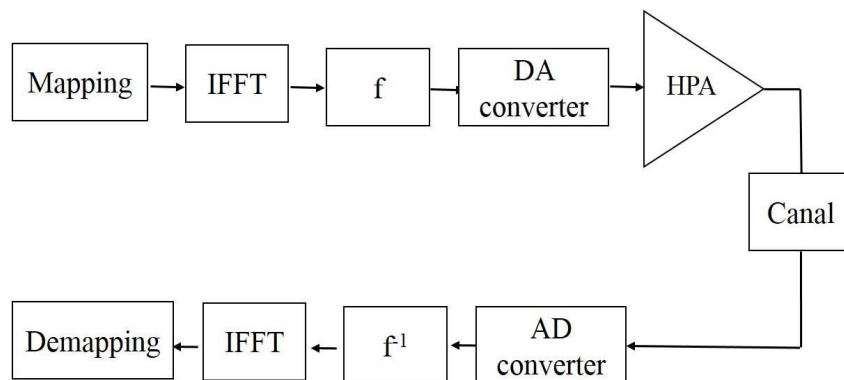 Mapping
IFFT
f
DA
converter
HPA
Canal
Demapping
IFFT
f-1
AD
converter